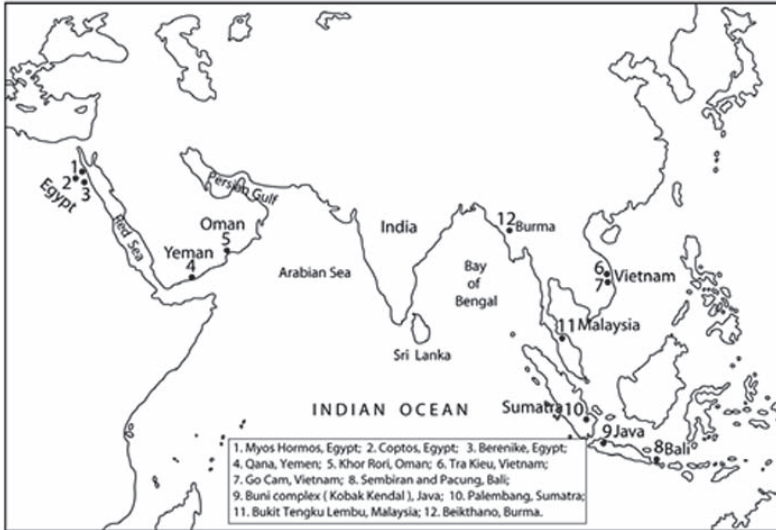 1
2
3
Egypt
Red Sea
Persian Gulf
Oman
5
Yemen
4
Arabian Sea
India
Sri Lanka
Bay
of
Bengal
12
Burma
6
7
Vietnam
11 Malaysia
INDIAN OCEAN
Sumatra 10
9 Java
8 Bali
1. Myos Hormos, Egypt; 2. Coptos, Egypt; 3. Berenike, Egypt;
4. Qana, Yemen; 5. Khor Rori, Oman; 6. Tra Kieu, Vietnam;
7. Go Cam, Vietnam; 8. Sembiran and Pacung, Bali;
9. Buni complex ( Kobak Kendal ), Java; 10. Palembang, Sumatra;
11. Bukit Tengku Lembu, Malaysia; 12. Beikthano, Burma.